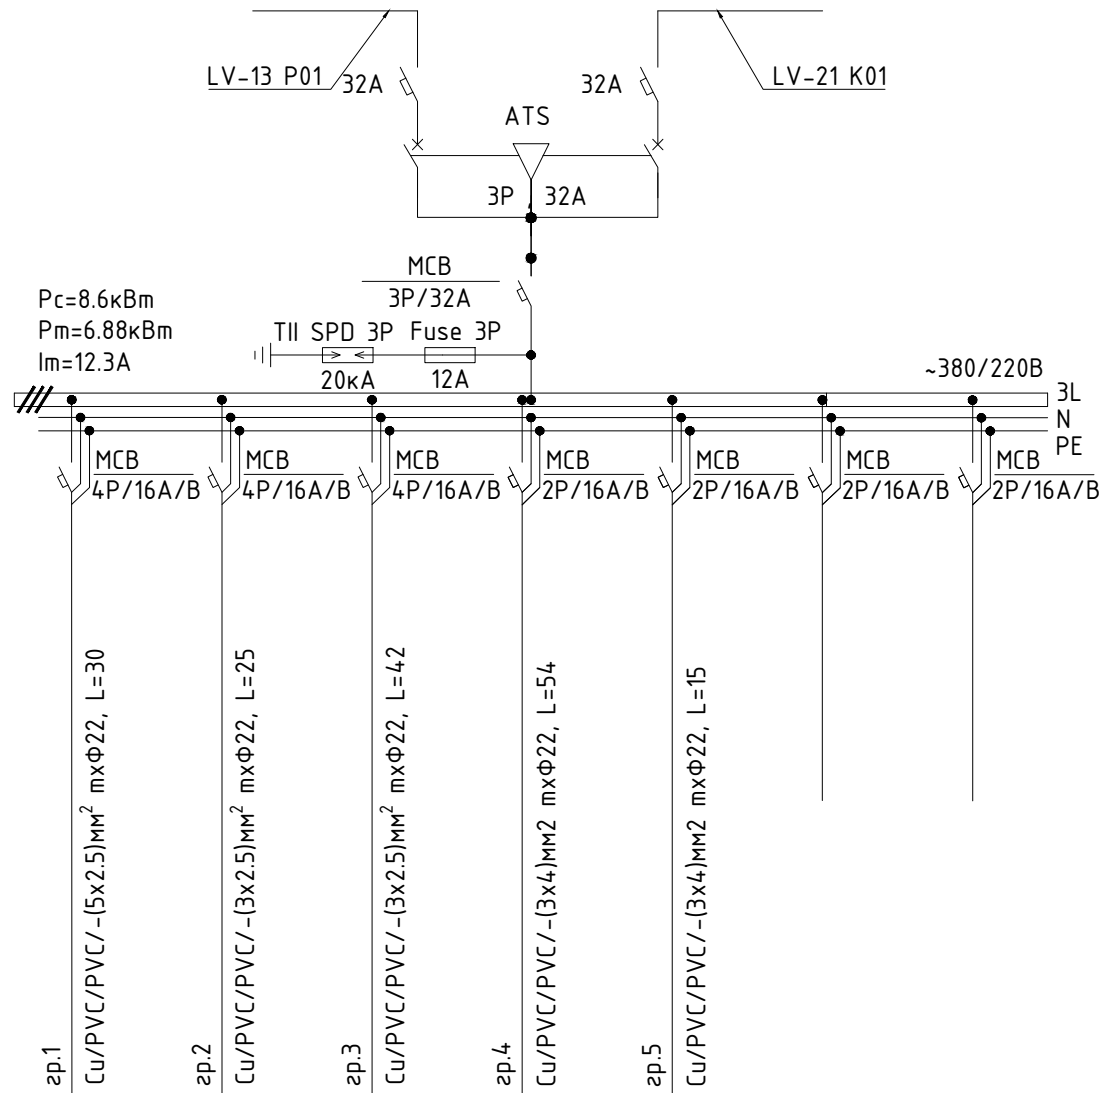 LV-13 P01
32A
32A
LV-21 K01
ATS
3P
32A
MCB
3P/32A
Pc=8.6кВт
Pm=6.88кВт
Im=12.3A
TII SPD 3P
Fuse 3P
20кА
12A
~380/220В
3L
N
PE
MCB
4P/16A/B
MCB
4P/16A/B
MCB
4P/16A/B
MCB
2P/16A/B
MCB
2P/16A/B
MCB
2P/16A/B
MCB
2P/16A/B
гр.1
Cu/PVC/PVC/-(5x2.5)мм² тхФ22, L=30
гр.2
Cu/PVC/PVC/-(3x2.5)мм² тхФ22, L=25
гр.3
Cu/PVC/PVC/-(3x2.5)мм² тхФ22, L=42
гр.4
Cu/PVC/PVC/-(3x4)мм2 тхФ22, L=54
гр.5
Cu/PVC/PVC/-(3x4)мм2 тхФ22, L=15